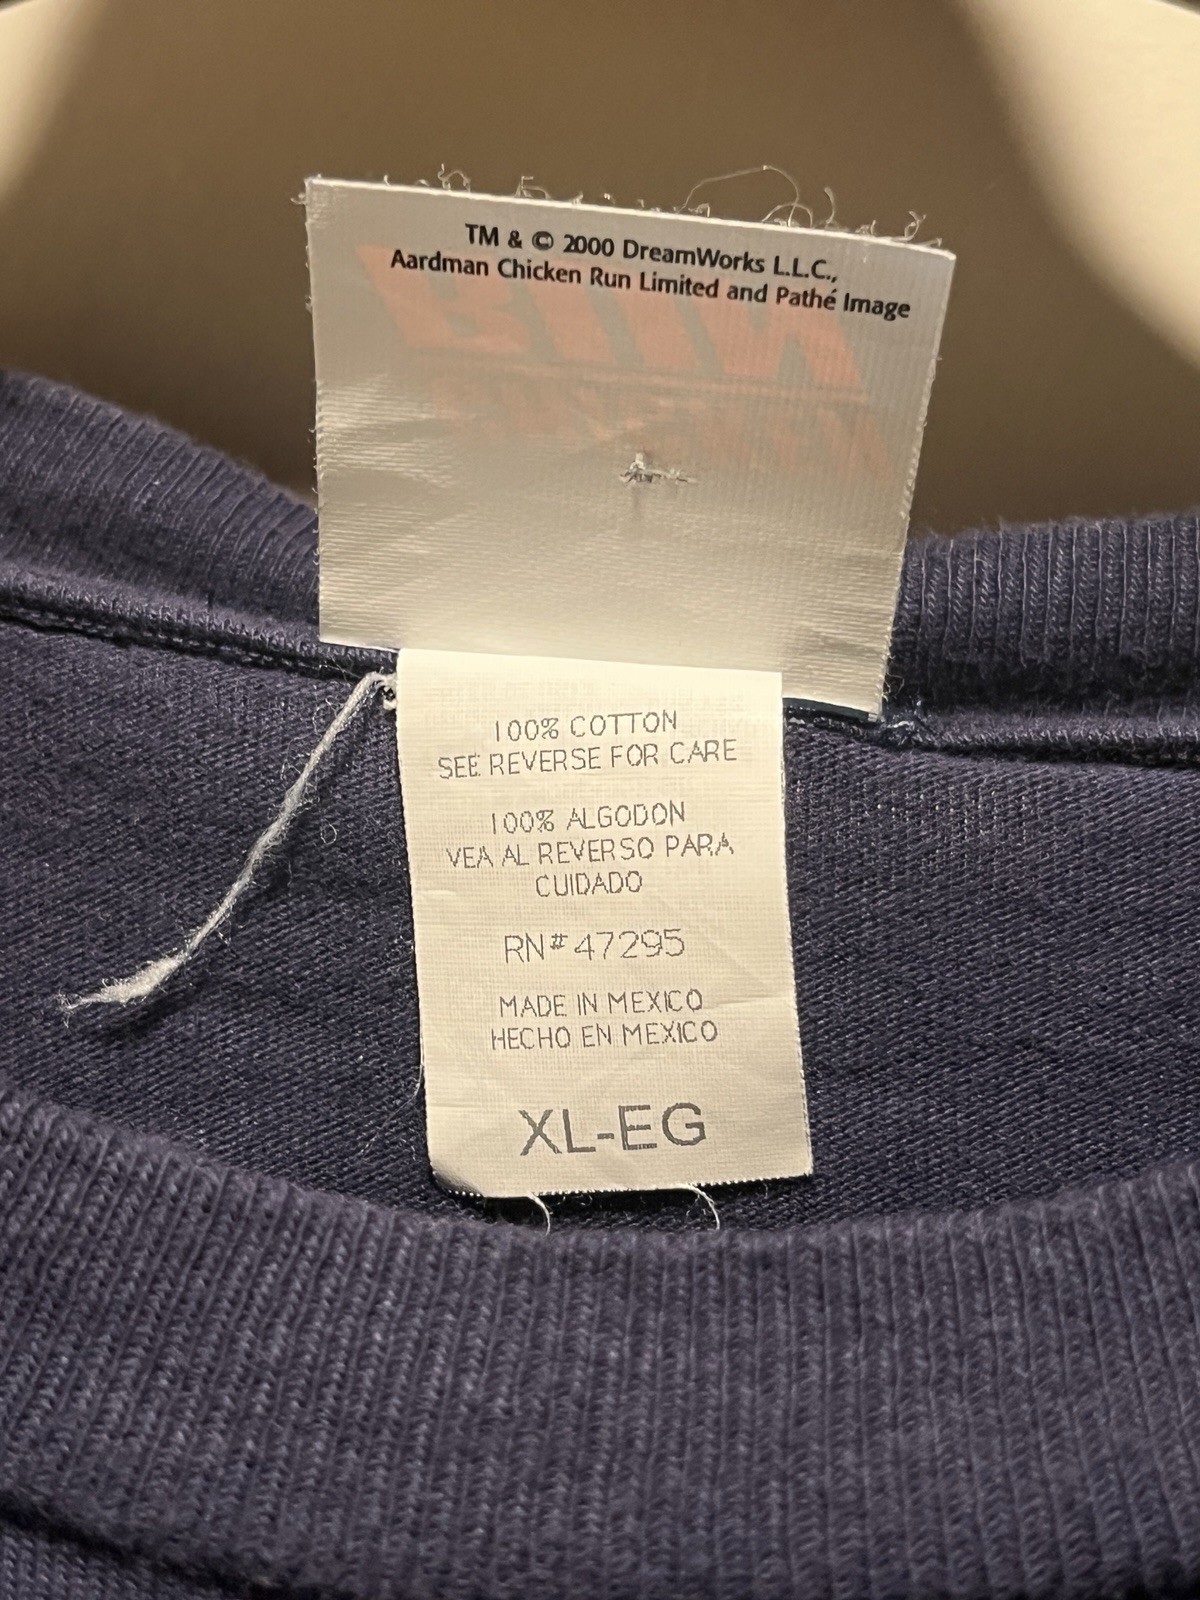 TM & © 2000 DreamWorks L.L.C.,
Aardman Chicken Run Limited and Pathé Image
100% COTTON
SEE REVERSE FOR CARE
100% ALGODON
VEA AL REVERSO PARA
CUIDADO
RN#47295
MADE IN MEXICO
HECHO EN MEXICO
XL-EG